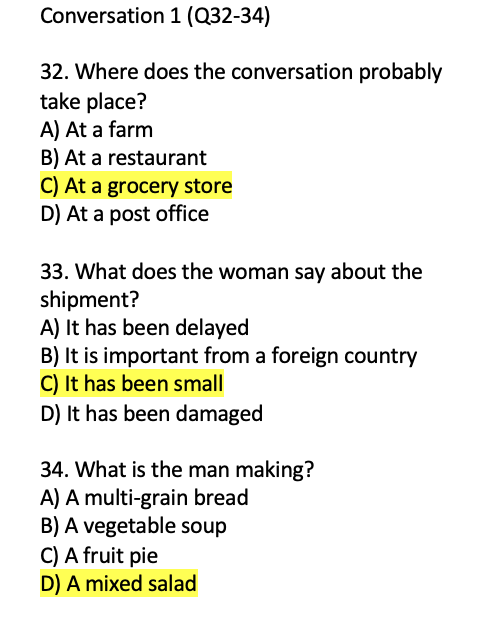 Conversation 1 (Q32-34)
32. Where does the conversation probably
take place?
A) At a farm
B) At a restaurant
C) At a grocery store
D) At a post office
33. What does the woman say about the
shipment?
A) It has been delayed
B) It is important from a foreign country
C) It has been small
D) It has been damaged
34. What is the man making?
A) A multi-grain bread
B) A vegetable soup
C) A fruit pie
D) A mixed salad